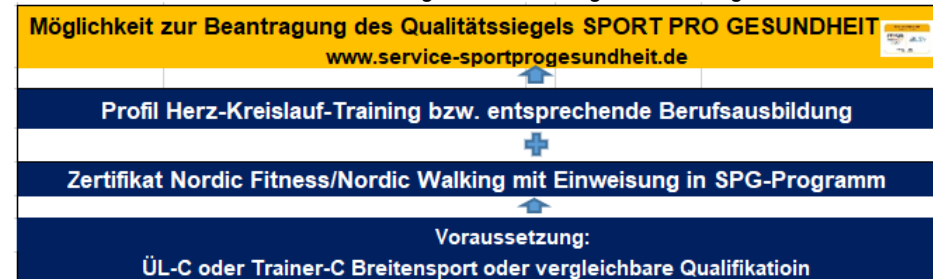 Möglichkeit zur Beantragung des Qualitätssiegels SPORT PRO GESUNDHEIT
www.service-sportprogesundheit.de
Profil Herz-Kreislauf-Training bzw. entsprechende Berufsausbildung
Zertifikat Nordic Fitness/Nordic Walking mit Einweisung in SPG-Programm
Voraussetzung:
ÜL-C oder Trainer-C Breitensport oder vergleichbare Qualifikatioin